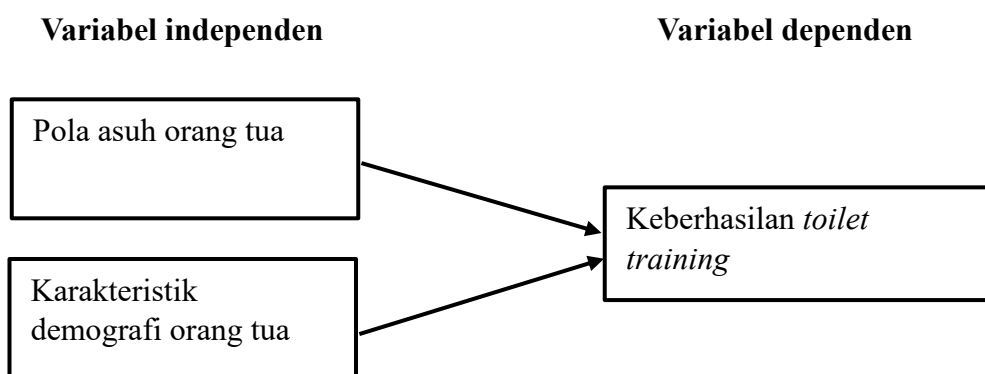 Variabel independen
Variabel dependen
Pola asuh orang tua
Keberhasilan toilet
training
Karakteristik
demografi orang tua